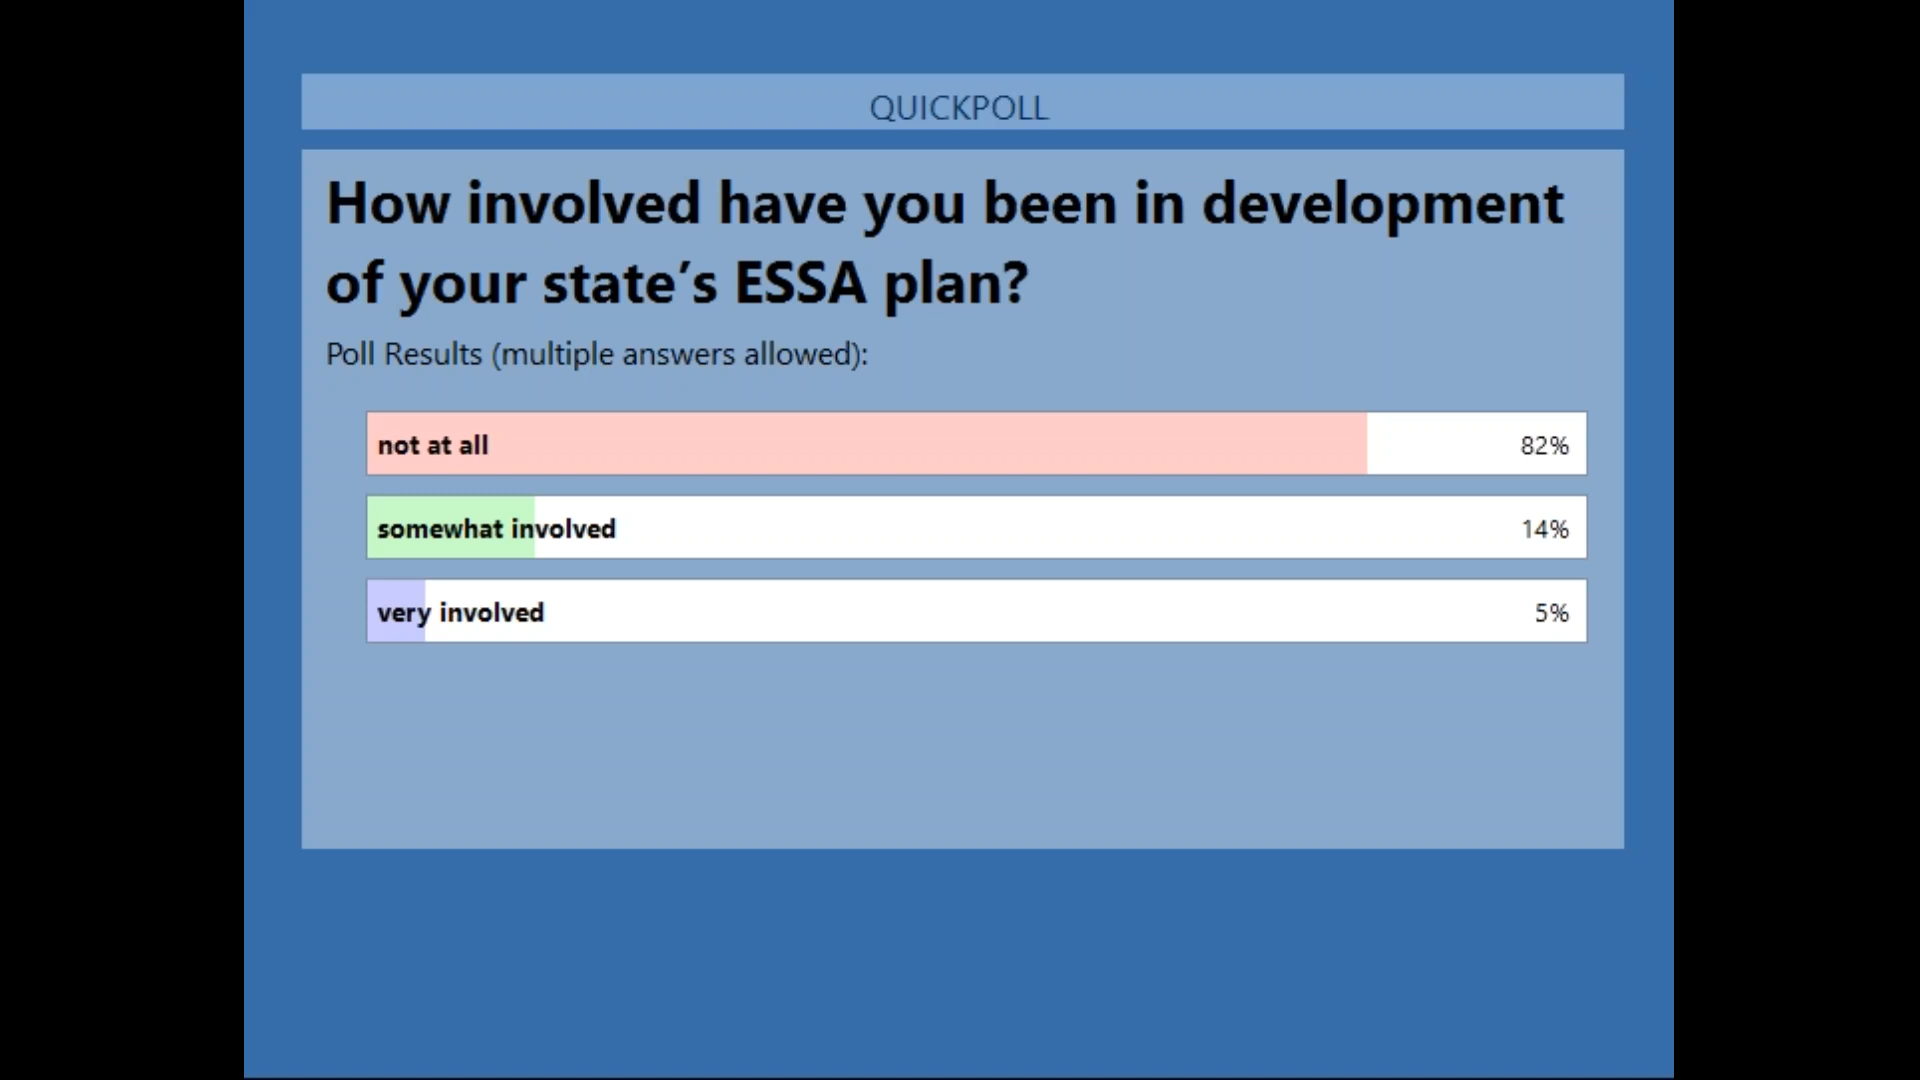 QUICKPOLL
How involved have you been in development
of your state’s ESSA plan?
Poll Results (multiple answers allowed):
not at all 82%
somewhat involved 14%
very involved 5%